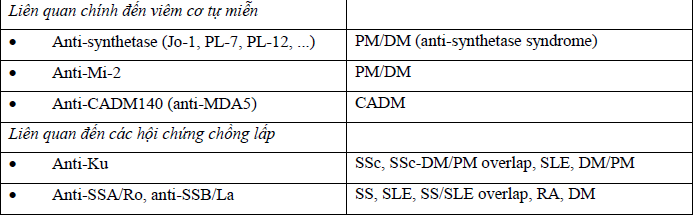 Liên quan chính đến viêm cơ tự miễn
• Anti-synthetase (Jo-1, PL-7, PL-12, ...) PM/DM (anti-synthetase syndrome)
• Anti-Mi-2 PM/DM
• Anti-CADM140 (anti-MDA5) CADM
Liên quan đến các hội chứng chồng lấp
• Anti-Ku SSc, SSc-DM/PM overlap, SLE, DM/PM
• Anti-SSA/Ro, anti-SSB/La SS, SLE, SS/SLE overlap, RA, DM